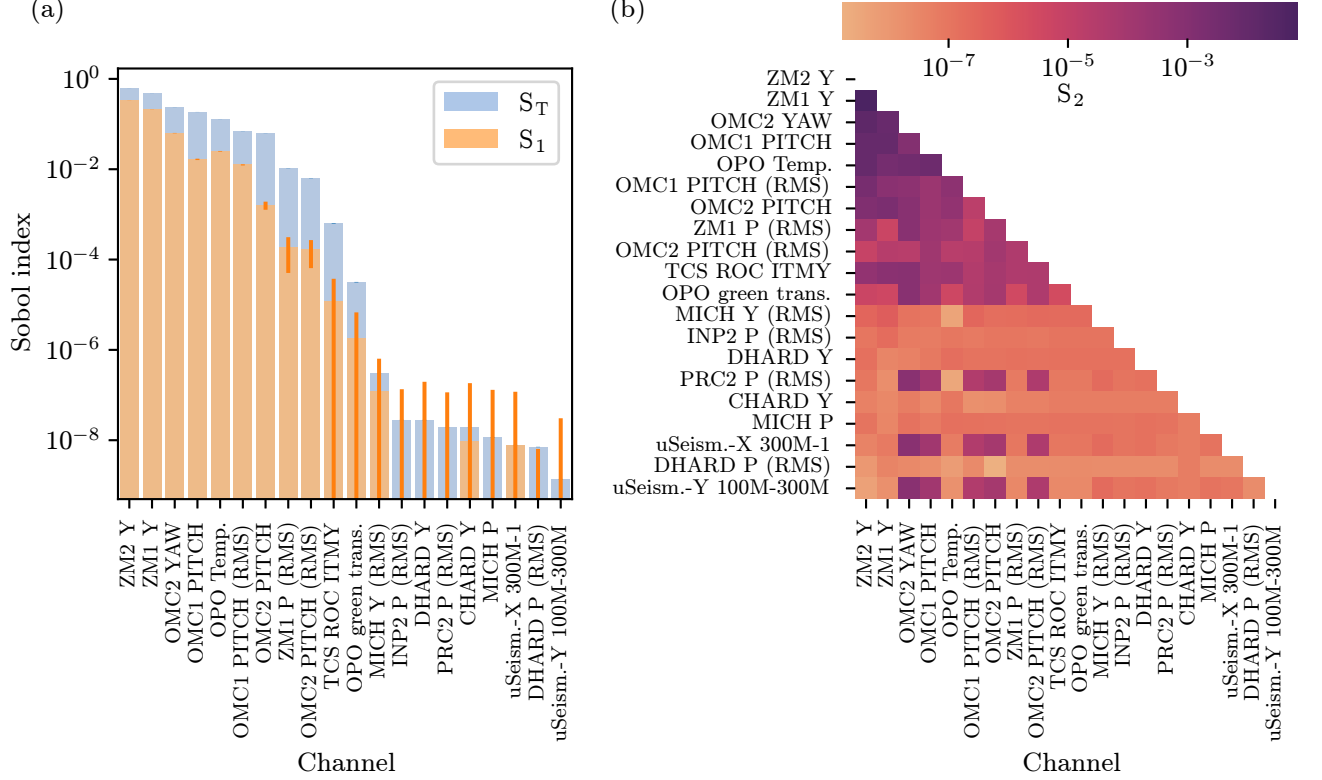 (a)
Sobol index
10^0
10^-2
10^-4
10^-6
10^-8
S_T
S_1
ZM2 Y
ZM1 Y
OMC2 YAW
OMC1 PITCH
OPO Temp.
OMC1 PITCH (RMS)
OMC2 PITCH
ZM1 P (RMS)
OMC2 PITCH (RMS)
TCS ROC ITMY
OPO green trans.
MICH Y (RMS)
INP2 P (RMS)
DHARD Y
PRC2 P (RMS)
CHARD Y
MICH P
uSeism.-X 300M-1
DHARD P (RMS)
uSeism.-Y 100M-300M
Channel
(b)
10^-7
10^-5
10^-3
S_2
ZM2 Y
ZM1 Y
OMC2 YAW
OMC1 PITCH
OPO Temp.
OMC1 PITCH (RMS)
OMC2 PITCH
ZM1 P (RMS)
OMC2 PITCH (RMS)
TCS ROC ITMY
OPO green trans.
MICH Y (RMS)
INP2 P (RMS)
DHARD Y
PRC2 P (RMS)
CHARD Y
MICH P
uSeism.-X 300M-1
DHARD P (RMS)
uSeism.-Y 100M-300M
ZM2 Y
ZM1 Y
OMC2 YAW
OMC1 PITCH
OPO Temp.
OMC1 PITCH (RMS)
OMC2 PITCH
ZM1 P (RMS)
OMC2 PITCH (RMS)
TCS ROC ITMY
OPO green trans.
MICH Y (RMS)
INP2 P (RMS)
DHARD Y
PRC2 P (RMS)
CHARD Y
MICH P
uSeism.-X 300M-1
DHARD P (RMS)
uSeism.-Y 100M-300M
Channel